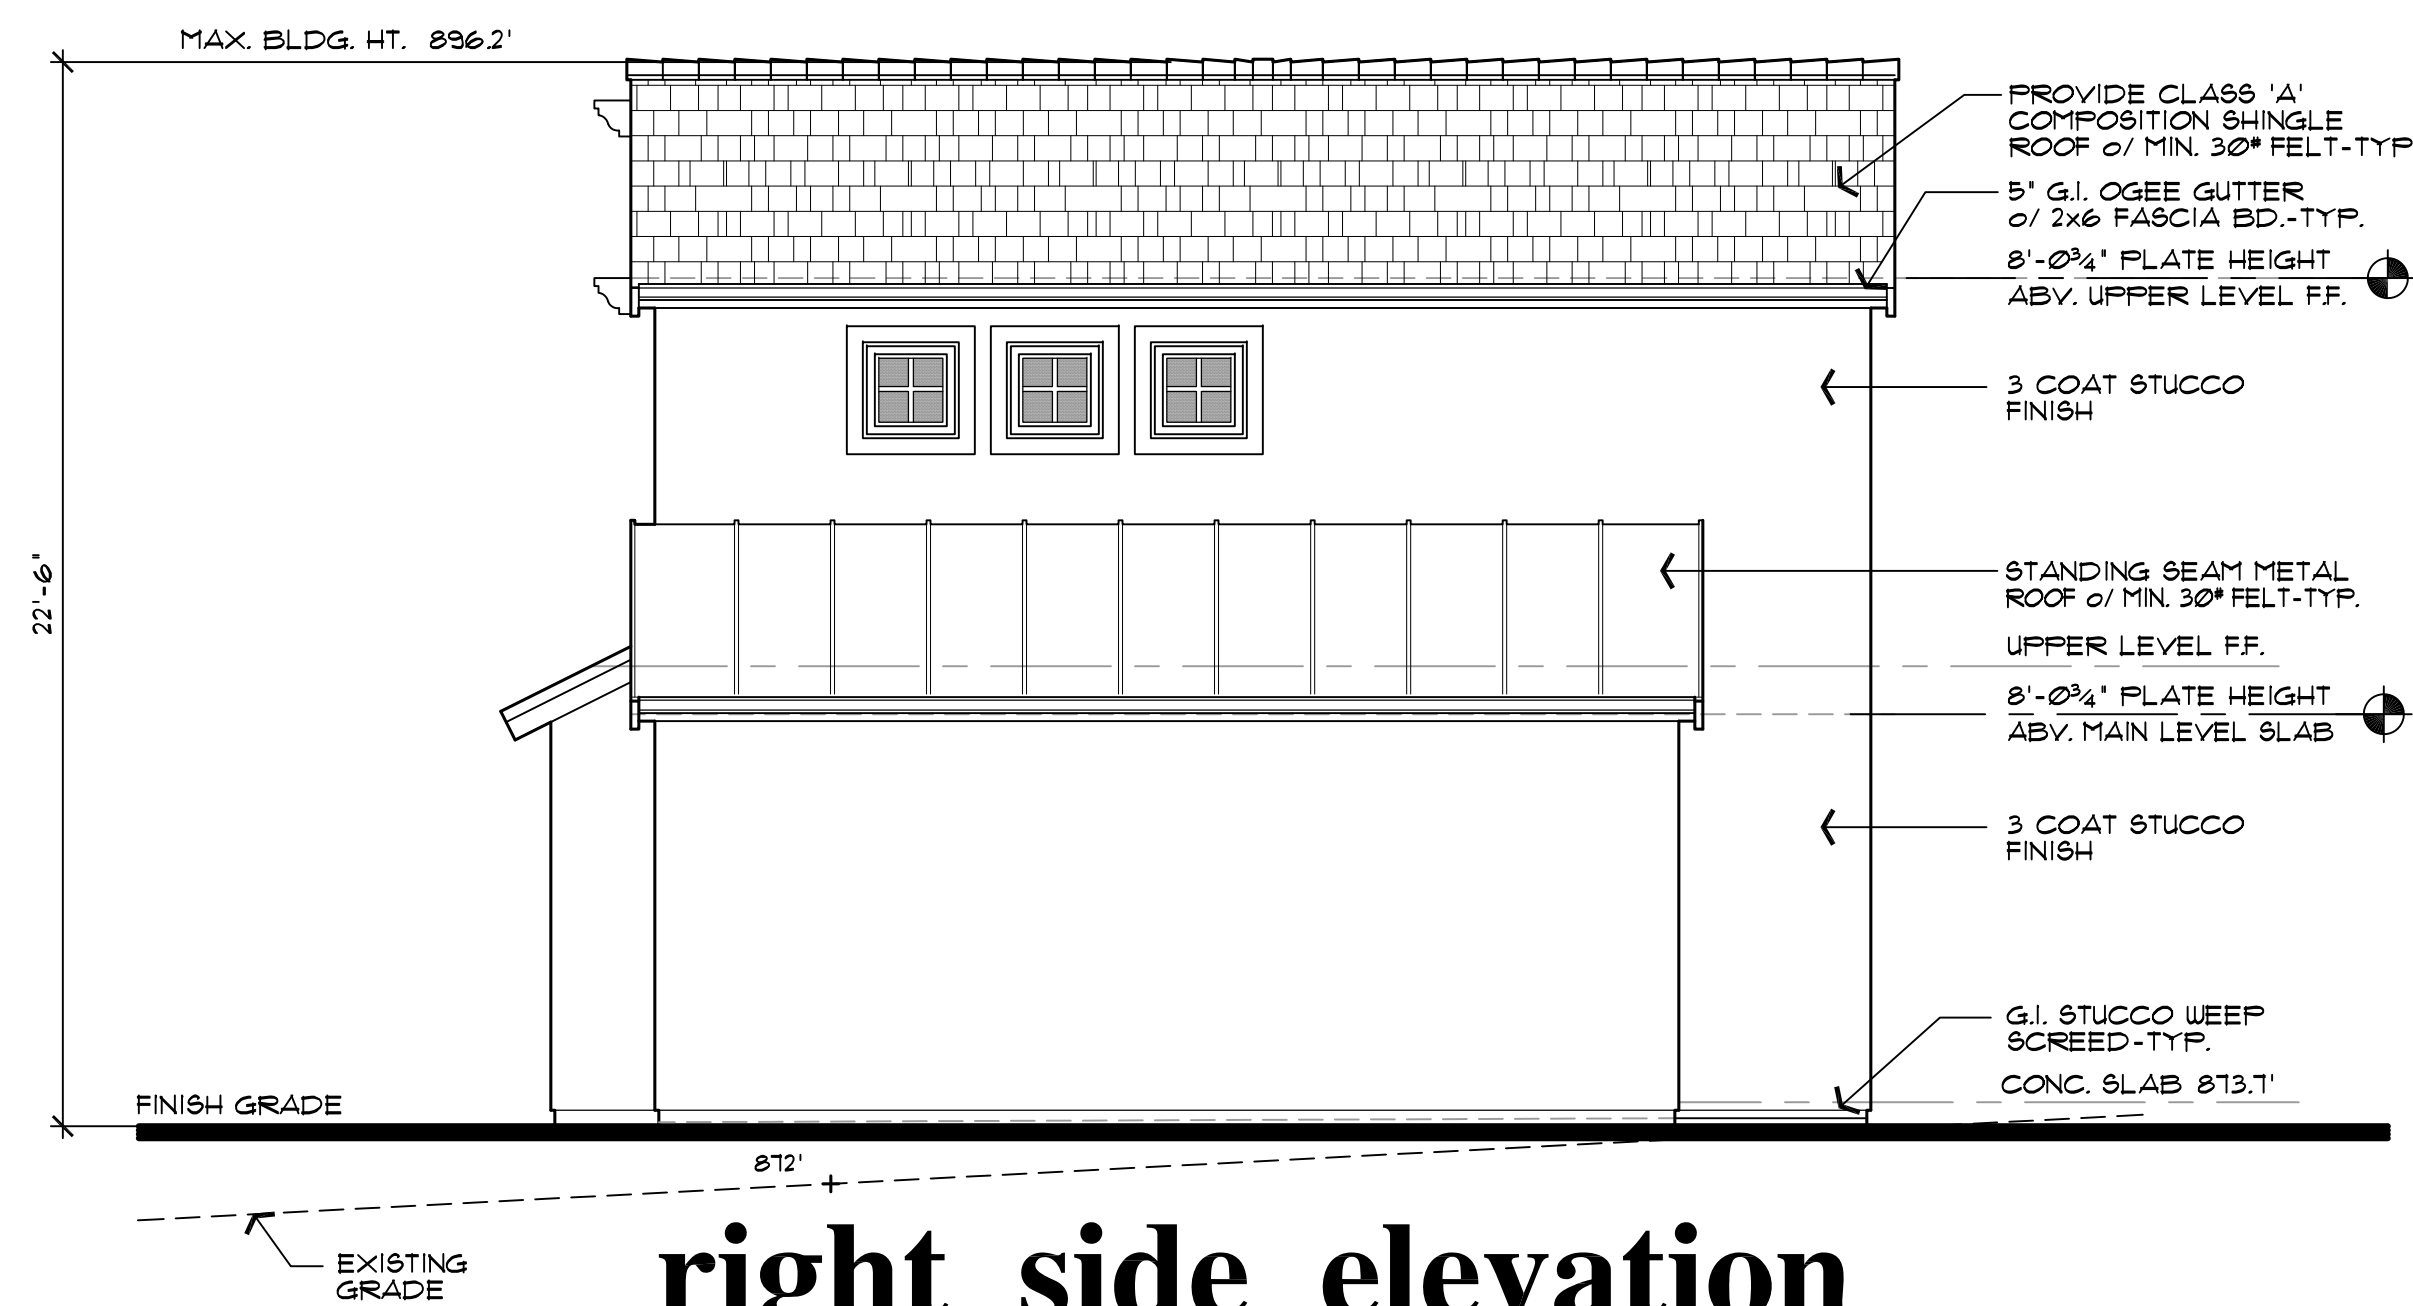 MAX. BLDG. HT. 896.2'
PROVIDE CLASS 'A'
COMPOSITION SHINGLE
ROOF o/ MIN. 30# FELT-TYP
5" G.I. OGEE GUTTER
o/ 2x6 FASCIA BD.-TYP.
8'-0¾" PLATE HEIGHT
ABV. UPPER LEVEL F.F.
3 COAT STUCCO
FINISH
22'-6"
STANDING SEAM METAL
ROOF o/ MIN. 30# FELT-TYP.
UPPER LEVEL F.F.
8'-0¾" PLATE HEIGHT
ABV. MAIN LEVEL SLAB
3 COAT STUCCO
FINISH
G.I. STUCCO WEEP
SCREED-TYP.
CONC. SLAB 873.7'
FINISH GRADE
872'
EXISTING
GRADE
right side elevation